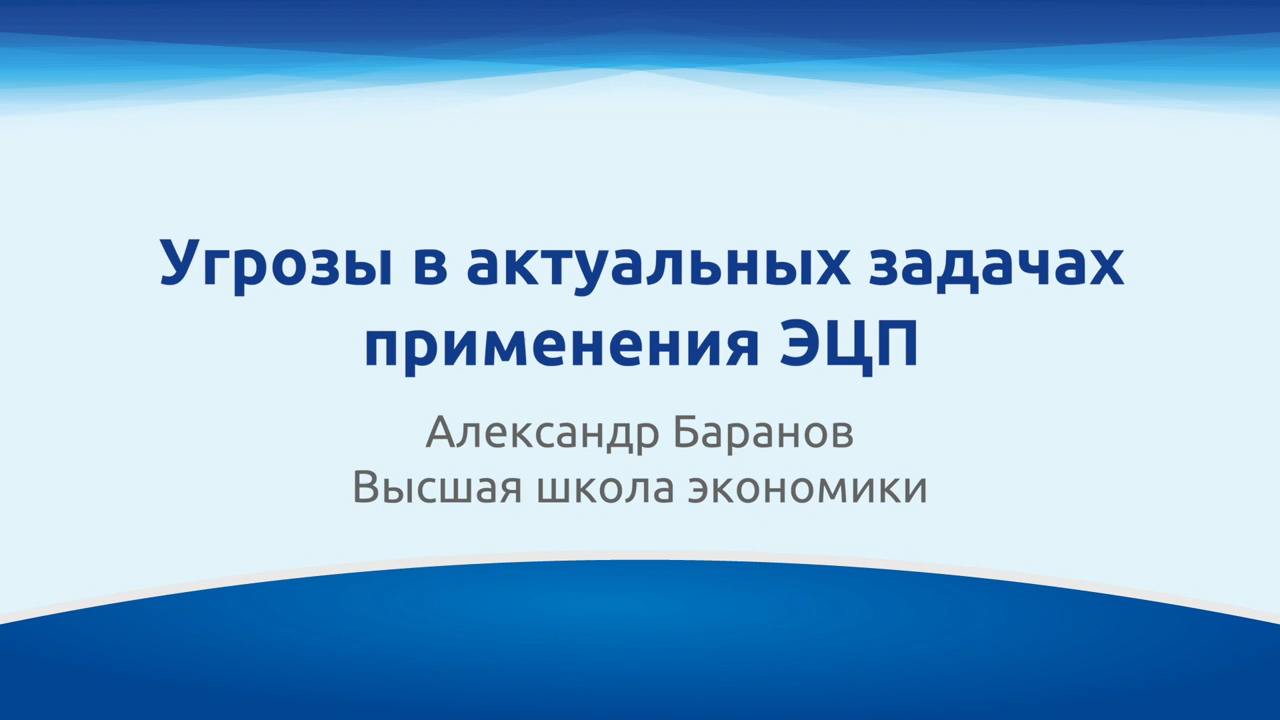 Угрозы в актуальных задачах
применения ЭЦП
Александр Баранов
Высшая школа экономики